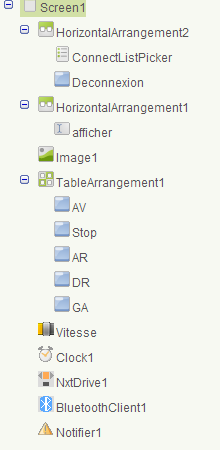 Screen1
HorizontalArrangement2
ConnectListPicker
Deconnexion
HorizontalArrangement1
afficher
Image1
TableArrangement1
AV
Stop
AR
DR
GA
Vitesse
Clock1
NxtDrive1
BluetoothClient1
Notifier1